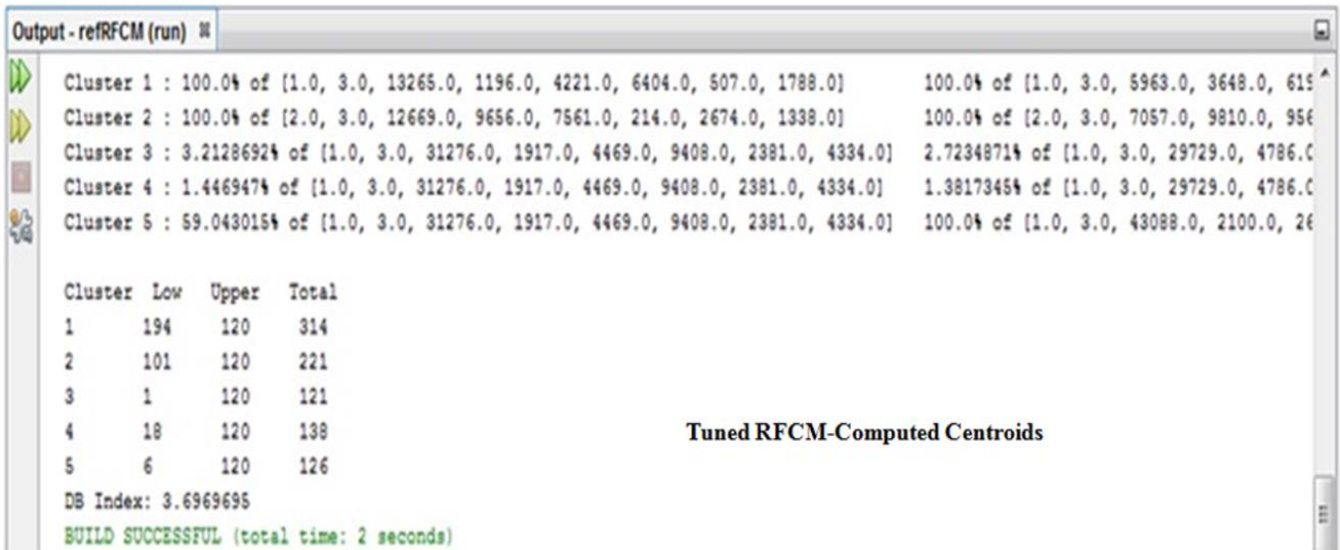 Output - refRFCM (run)
Cluster 1 : 100.0% of [1.0, 3.0, 13265.0, 1196.0, 4221.0, 6404.0, 507.0, 1788.0] 100.0% of [1.0, 3.0, 5963.0, 3648.0, 619
Cluster 2 : 100.0% of [2.0, 3.0, 12669.0, 9656.0, 7561.0, 214.0, 2674.0, 1338.0] 100.0% of [2.0, 3.0, 7057.0, 9810.0, 956
Cluster 3 : 3.2128692% of [1.0, 3.0, 31276.0, 1917.0, 4469.0, 9408.0, 2381.0, 4334.0] 2.7234871% of [1.0, 3.0, 29729.0, 4786.0
Cluster 4 : 1.446947% of [1.0, 3.0, 31276.0, 1917.0, 4469.0, 9408.0, 2381.0, 4334.0] 1.3817345% of [1.0, 3.0, 29729.0, 4786.0
Cluster 5 : 59.043015% of [1.0, 3.0, 31276.0, 1917.0, 4469.0, 9408.0, 2381.0, 4334.0] 100.0% of [1.0, 3.0, 43088.0, 2100.0, 26
Cluster Low Upper Total
1 194 120 314
2 101 120 221
3 1 120 121
4 18 120 138
5 6 120 126
Tuned RFCM-Computed Centroids
DB Index: 3.6969695
BUILD SUCCESSFUL (total time: 2 seconds)